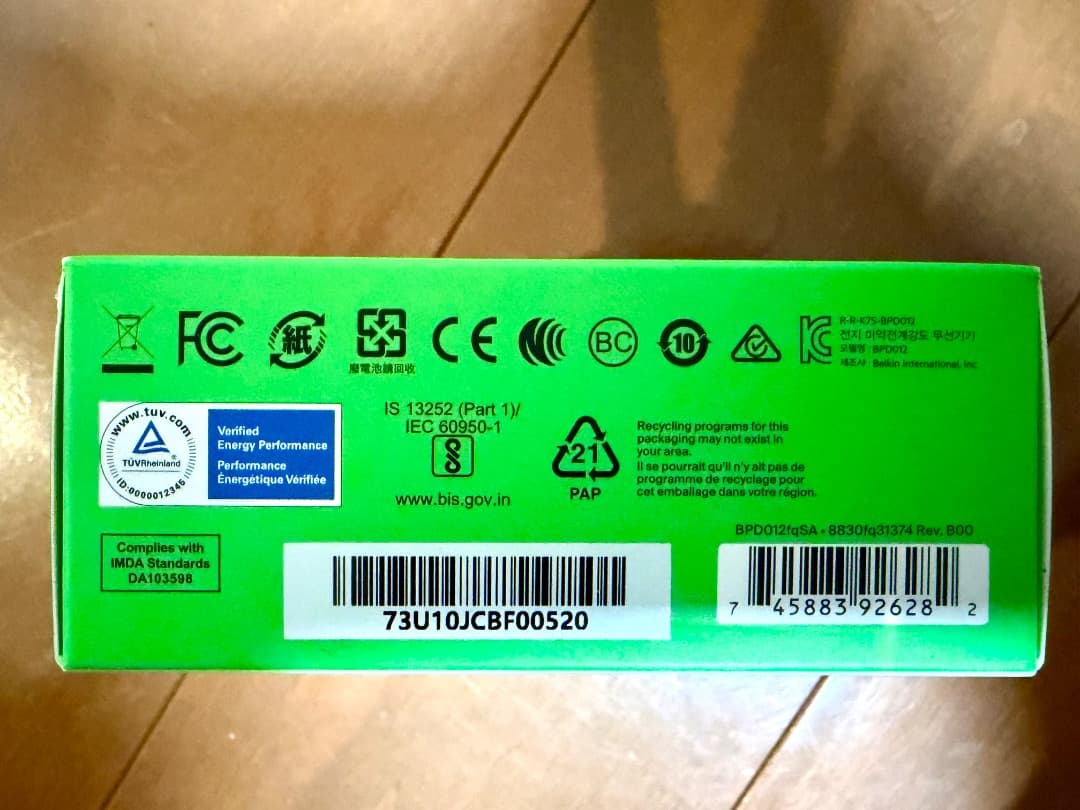 FC
紙
廢電池請回收
CE
BC
10
R-R-K7S-BPD012
전지 미약전계강도 무선기기
모델명 : BPD012
제조사 : Belkin International, Inc
www.tuv.com
TÜVRheinland®
ID:0000012345
Verified
Energy Performance
Performance
Énergétique Vérifiée
IS 13252 (Part 1)/
IEC 60950-1
www.bis.gov.in
21
PAP
Recycling programs for this
packaging may not exist in
your area.
Il se pourrait qu'il n'y ait pas de
programme de recyclage pour
cet emballage dans votre région.
Complies with
IMDA Standards
DA103598
73U10JCBF00520
BPD012fqSA • 8830fq31374 Rev. B00
7 45883 92628 2